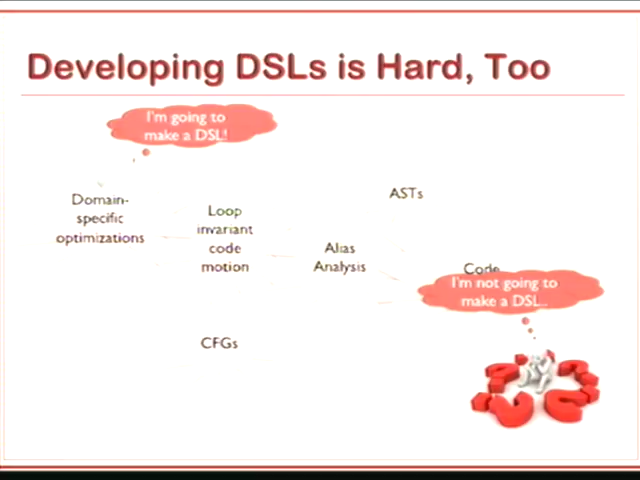 Developing DSLs is Hard, Too
I'm going to
make a DSL!
Domain-
specific
optimizations
Loop
invariant
code
motion
ASTs
Alias
Analysis
Code
I'm not going to
make a DSL..
CFGs